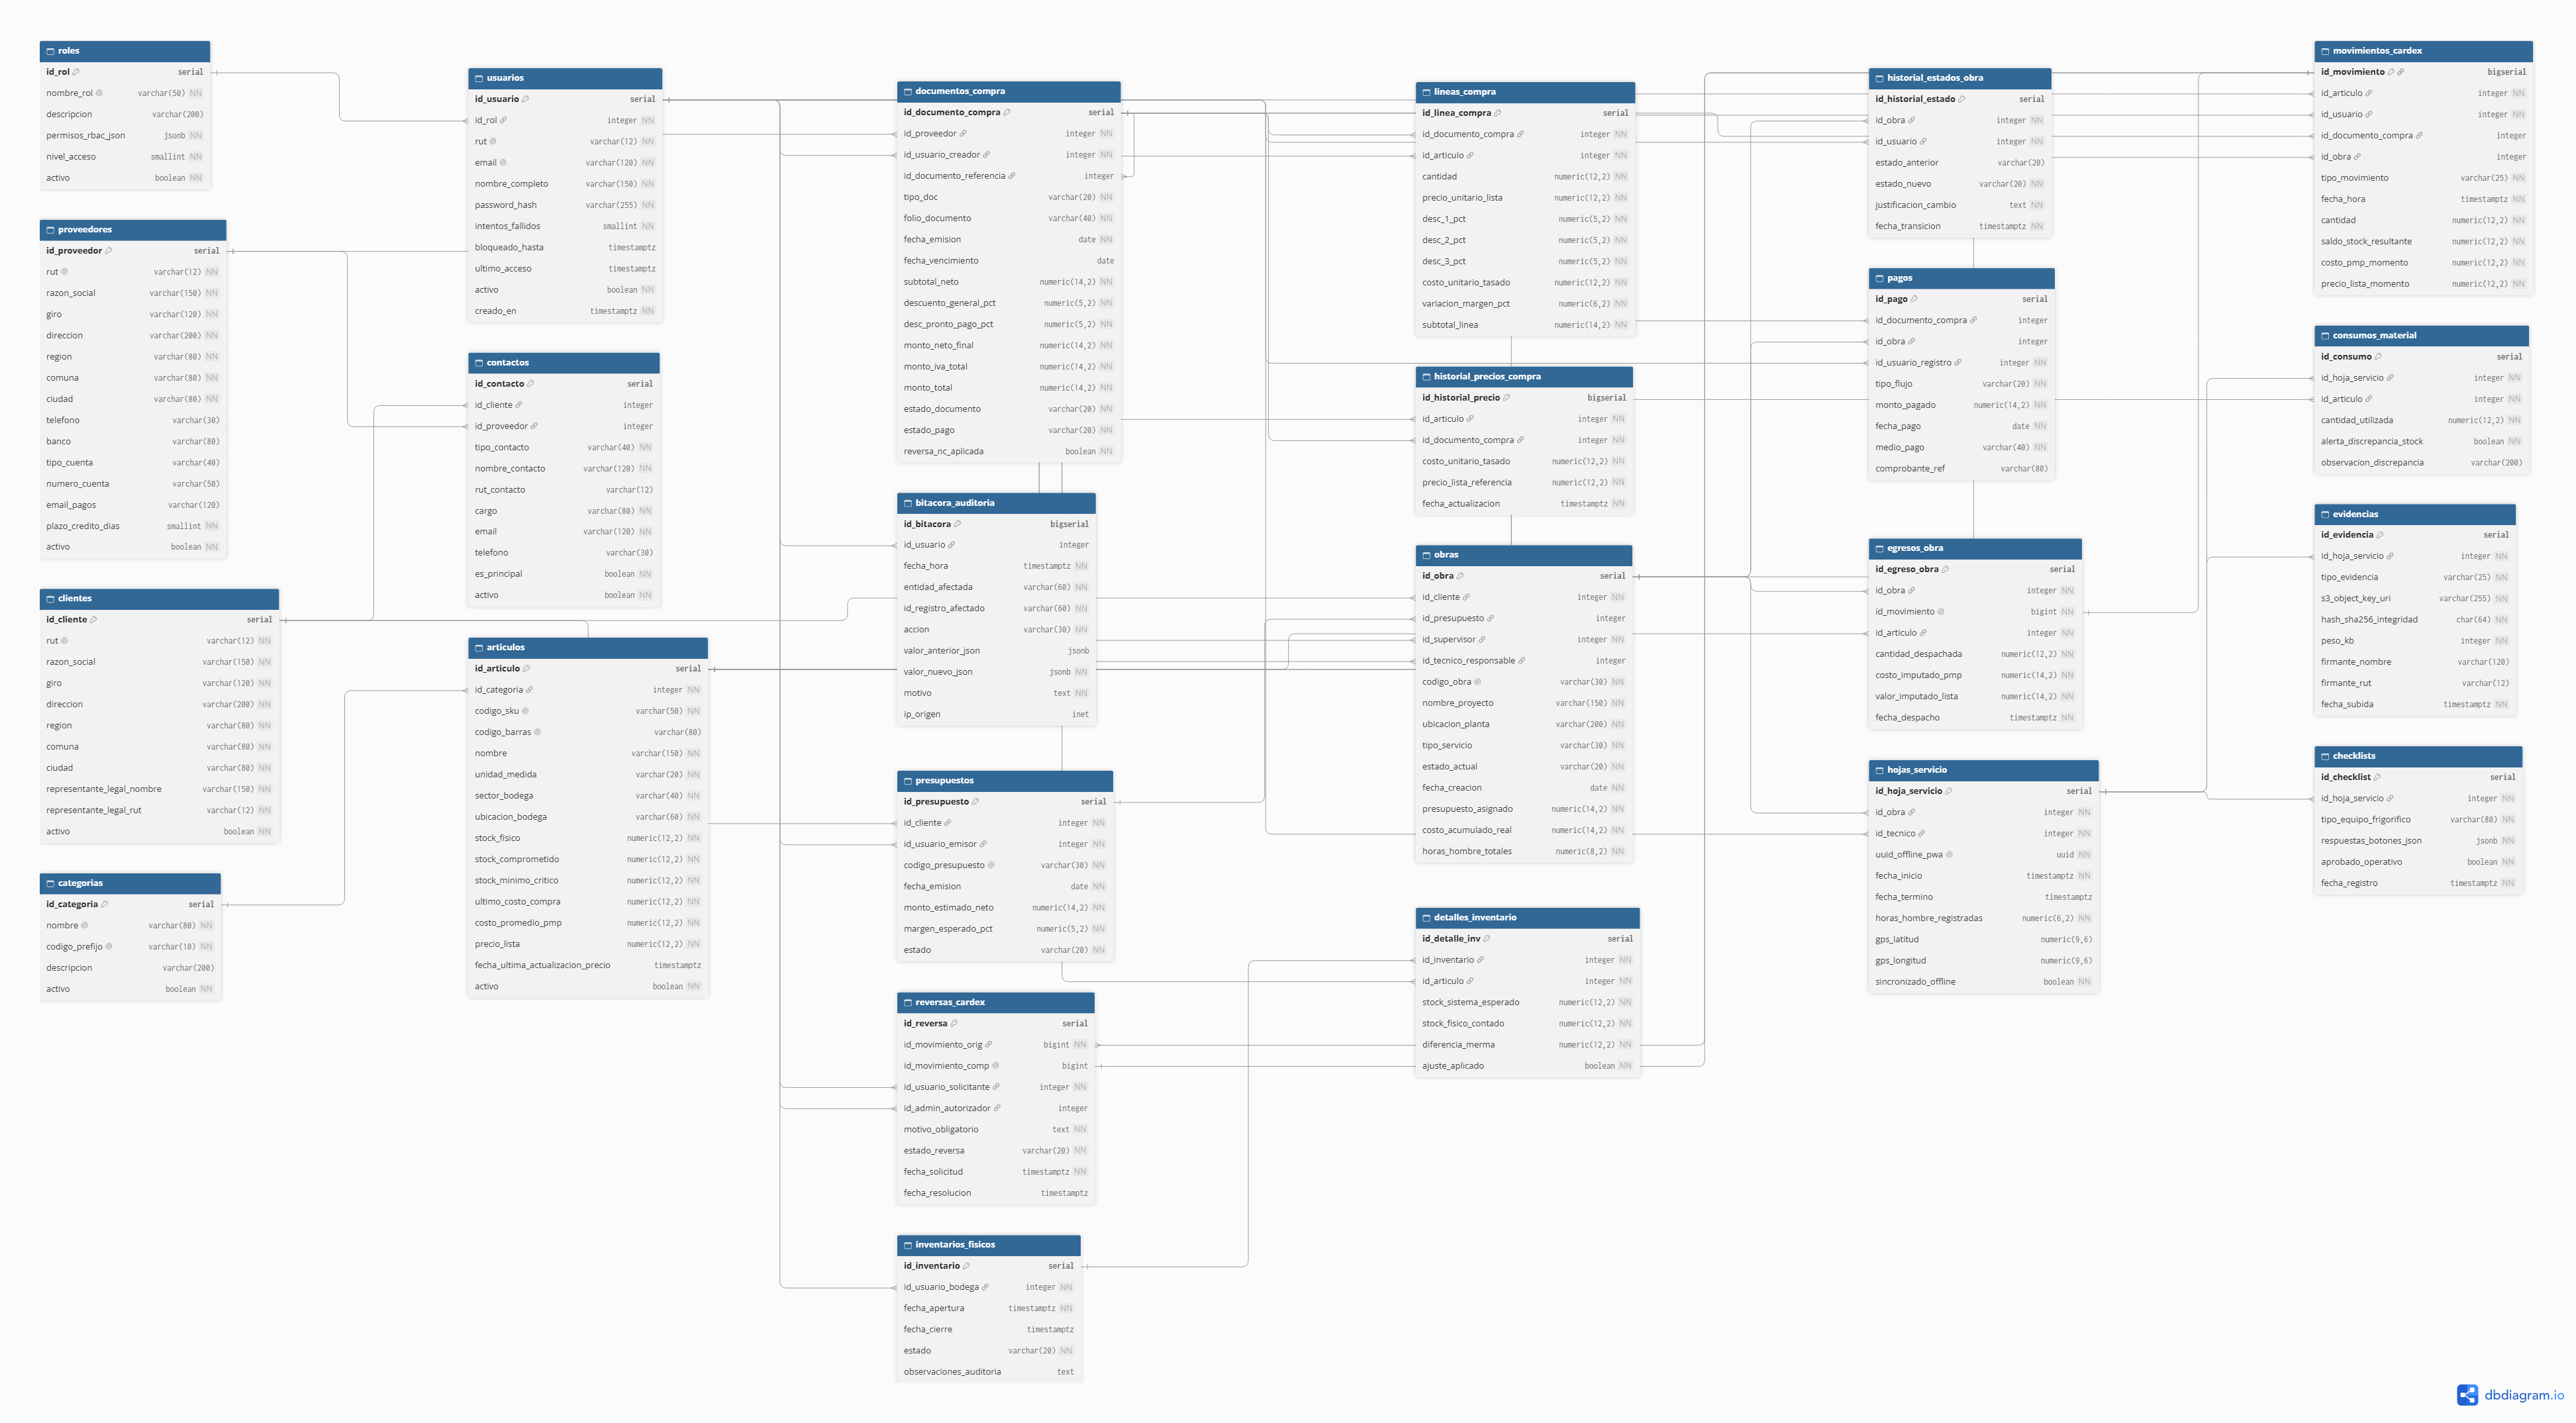 roles
id_rol serial
nombre_rol varchar(50) NN
descripcion varchar(200)
permisos_rbac_json jsonb NN
nivel_acceso smallint NN
activo boolean NN
proveedores
id_proveedor serial
rut varchar(12) NN
razon_social varchar(150) NN
giro varchar(120) NN
direccion varchar(200) NN
region varchar(80) NN
comuna varchar(80) NN
ciudad varchar(80) NN
telefono varchar(30)
banco varchar(80)
tipo_cuenta varchar(40)
numero_cuenta varchar(50)
email_pagos varchar(120)
plazo_credito_dias smallint NN
activo boolean NN
clientes
id_cliente serial
rut varchar(12) NN
razon_social varchar(150) NN
giro varchar(120) NN
direccion varchar(200) NN
region varchar(80) NN
comuna varchar(80) NN
ciudad varchar(80) NN
representante_legal_nombre varchar(150) NN
representante_legal_rut varchar(12) NN
activo boolean NN
categorias
id_categoria serial
nombre varchar(80) NN
codigo_prefijo varchar(10) NN
descripcion varchar(200)
activo boolean NN
usuarios
id_usuario serial
id_rol integer NN
rut varchar(12) NN
email varchar(120) NN
nombre_completo varchar(150) NN
password_hash varchar(255) NN
intentos_fallidos smallint NN
bloqueado_hasta timestamptz
ultimo_acceso timestamptz
activo boolean NN
creado_en timestamptz NN
contactos
id_contacto serial
id_cliente integer
id_proveedor integer
tipo_contacto varchar(40) NN
nombre_contacto varchar(120) NN
rut_contacto varchar(12)
cargo varchar(80) NN
email varchar(120) NN
telefono varchar(30)
es_principal boolean NN
activo boolean NN
articulos
id_articulo serial
id_categoria integer NN
codigo_sku varchar(50) NN
codigo_barras varchar(80)
nombre varchar(150) NN
unidad_medida varchar(20) NN
sector_bodega varchar(40) NN
ubicacion_bodega varchar(60) NN
stock_fisico numeric(12,2) NN
stock_comprometido numeric(12,2) NN
stock_minimo_critico numeric(12,2) NN
ultimo_costo_compra numeric(12,2) NN
costo_promedio_pmp numeric(12,2) NN
precio_lista numeric(12,2) NN
fecha_ultima_actualizacion_precio timestamptz
activo boolean NN
documentos_compra
id_documento_compra serial
id_proveedor integer NN
id_usuario_creador integer NN
id_documento_referencia integer
tipo_doc varchar(20) NN
folio_documento varchar(40) NN
fecha_emision date NN
fecha_vencimiento date
subtotal_neto numeric(14,2) NN
descuento_general_pct numeric(5,2) NN
desc_pronto_pago_pct numeric(5,2) NN
monto_neto_final numeric(14,2) NN
monto_iva_total numeric(14,2) NN
monto_total numeric(14,2) NN
estado_documento varchar(20) NN
estado_pago varchar(20) NN
reversa_nc_aplicada boolean NN
bitacora_auditoria
id_bitacora bigserial
id_usuario integer
fecha_hora timestamptz NN
entidad_afectada varchar(60) NN
id_registro_afectado varchar(60) NN
accion varchar(30) NN
valor_anterior_json jsonb
valor_nuevo_json jsonb NN
motivo text NN
ip_origen inet
presupuestos
id_presupuesto serial
id_cliente integer NN
id_usuario_emisor integer NN
codigo_presupuesto varchar(30) NN
fecha_emision date NN
monto_estimado_neto numeric(14,2) NN
margen_esperado_pct numeric(5,2) NN
estado varchar(20) NN
reversas_cardex
id_reversa serial
id_movimiento_orig bigint NN
id_movimiento_comp bigint
id_usuario_solicitante integer NN
id_admin_autorizador integer
motivo_obligatorio text NN
estado_reversa varchar(20) NN
fecha_solicitud timestamptz NN
fecha_resolucion timestamptz
inventarios_fisicos
id_inventario serial
id_usuario_bodega integer NN
fecha_apertura timestamptz NN
fecha_cierre timestamptz
estado varchar(20) NN
observaciones_auditoria text
lineas_compra
id_linea_compra serial
id_documento_compra integer NN
id_articulo integer NN
cantidad numeric(12,2) NN
precio_unitario_lista numeric(12,2) NN
desc_1_pct numeric(5,2) NN
desc_2_pct numeric(5,2) NN
desc_3_pct numeric(5,2) NN
costo_unitario_tasado numeric(12,2) NN
variacion_margen_pct numeric(6,2) NN
subtotal_linea numeric(14,2) NN
historial_precios_compra
id_historial_precio bigserial
id_articulo integer NN
id_documento_compra integer NN
costo_unitario_tasado numeric(12,2) NN
precio_lista_referencia numeric(12,2) NN
fecha_actualizacion timestamptz NN
obras
id_obra serial
id_cliente integer NN
id_presupuesto integer
id_supervisor integer NN
id_tecnico_responsable integer
codigo_obra varchar(30) NN
nombre_proyecto varchar(150) NN
ubicacion_planta varchar(200) NN
tipo_servicio varchar(30) NN
estado_actual varchar(20) NN
fecha_creacion date NN
presupuesto_asignado numeric(14,2) NN
costo_acumulado_real numeric(14,2) NN
horas_hombre_totales numeric(8,2) NN
detalles_inventario
id_detalle_inv serial
id_inventario integer NN
id_articulo integer NN
stock_sistema_esperado numeric(12,2) NN
stock_fisico_contado numeric(12,2) NN
diferencia_merma numeric(12,2) NN
ajuste_aplicado boolean NN
historial_estados_obra
id_historial_estado serial
id_obra integer NN
id_usuario integer NN
estado_anterior varchar(20)
estado_nuevo varchar(20) NN
justificacion_cambio text NN
fecha_transicion timestamptz NN
pagos
id_pago serial
id_documento_compra integer
id_obra integer
id_usuario_registro integer NN
tipo_flujo varchar(20) NN
monto_pagado numeric(14,2) NN
fecha_pago date NN
medio_pago varchar(40) NN
comprobante_ref varchar(80)
egresos_obra
id_egreso_obra serial
id_obra integer NN
id_movimiento bigint NN
id_articulo integer NN
cantidad_despachada numeric(12,2) NN
costo_imputado_pmp numeric(14,2) NN
valor_imputado_lista numeric(14,2) NN
fecha_despacho timestamptz NN
hojas_servicio
id_hoja_servicio serial
id_obra integer NN
id_tecnico integer NN
uuid_offline_pwa uuid NN
fecha_inicio timestamptz NN
fecha_termino timestamptz
horas_hombre_registradas numeric(6,2) NN
gps_latitud numeric(9,6)
gps_longitud numeric(9,6)
sincronizado_offline boolean NN
movimientos_cardex
id_movimiento bigserial
id_articulo integer NN
id_usuario integer NN
id_documento_compra integer
id_obra integer
tipo_movimiento varchar(25) NN
fecha_hora timestamptz NN
cantidad numeric(12,2) NN
saldo_stock_resultante numeric(12,2) NN
costo_pmp_momento numeric(12,2) NN
precio_lista_momento numeric(12,2) NN
consumos_material
id_consumo serial
id_hoja_servicio integer NN
id_articulo integer NN
cantidad_utilizada numeric(12,2) NN
alerta_discrepancia_stock boolean NN
observacion_discrepancia varchar(200)
evidencias
id_evidencia serial
id_hoja_servicio integer NN
tipo_evidencia varchar(25) NN
s3_object_key_uri varchar(255) NN
hash_sha256_integridad char(64) NN
peso_kb integer NN
firmante_nombre varchar(120)
firmante_rut varchar(12)
fecha_subida timestamptz NN
checklists
id_checklist serial
id_hoja_servicio integer NN
tipo_equipo_frigorifico varchar(80) NN
respuestas_botones_json jsonb NN
aprobado_operativo boolean NN
fecha_registro timestamptz NN
dbdiagram.io